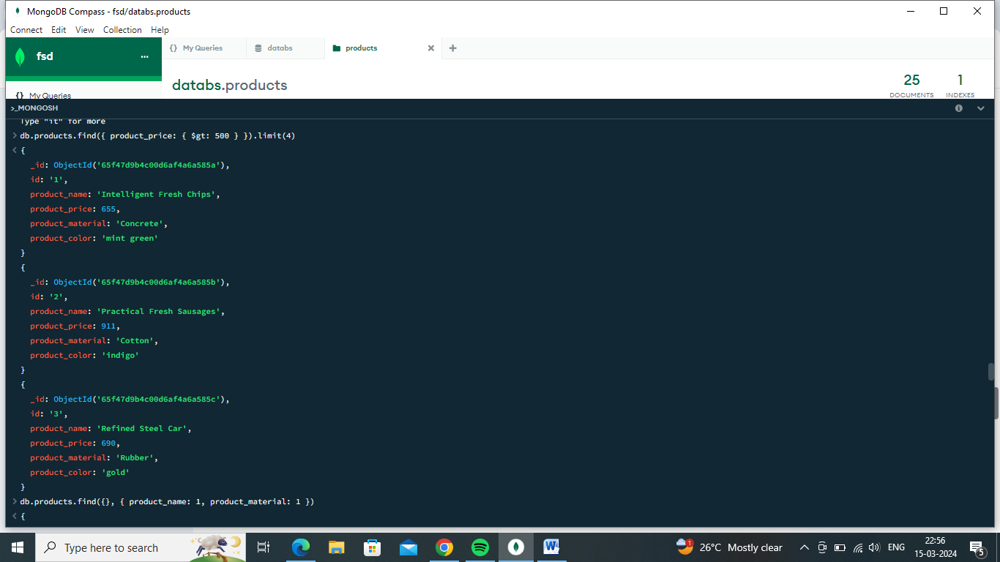 MongoDB Compass - fsd/databs.products
Connect Edit View Collection Help
fsd ...
{} My Queries
databs
products
databs.products
25
DOCUMENTS
1
INDEXES
{} My Queries
>_MONGOSH
Type "it" for more
> db.products.find({ product_price: { $gt: 500 } }).limit(4)
< {
_id: ObjectId('65f47d9b4c00d6af4a6a585a'),
id: '1',
product_name: 'Intelligent Fresh Chips',
product_price: 655,
product_material: 'Concrete',
product_color: 'mint green'
}
{
_id: ObjectId('65f47d9b4c00d6af4a6a585b'),
id: '2',
product_name: 'Practical Fresh Sausages',
product_price: 911,
product_material: 'Cotton',
product_color: 'indigo'
}
{
_id: ObjectId('65f47d9b4c00d6af4a6a585c'),
id: '3',
product_name: 'Refined Steel Car',
product_price: 690,
product_material: 'Rubber',
product_color: 'gold'
}
> db.products.find({}, { product_name: 1, product_material: 1 })
< {
Type here to search
1
26°C Mostly clear
ENG
22:56
15-03-2024
5